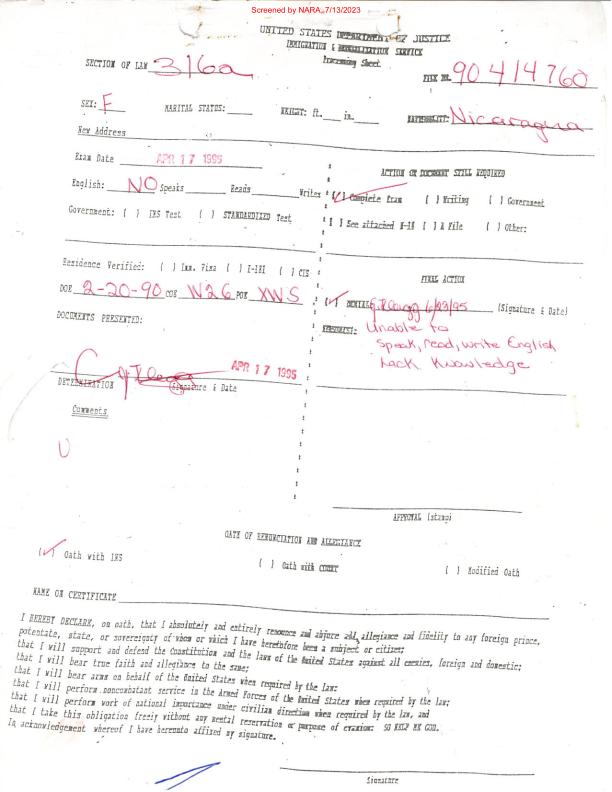 Screened by NARA, 7/13/2023
UNITED STATES DEPARTMENT OF JUSTICE
IMMIGRATION & NATURALIZATION SERVICE
Processing Sheet
SECTION OF LAW 316a
FILE NO. 90414760
SEX: F MARITAL STATUS: HEIGHT: ft. in. NATIONALITY: Nicaragua
New Address
Exam Date APR 17 1995
ACTION OR DOCUMENT STILL REQUIRED
English: NO Speaks Reads Writes
(✓) Complete Exam ( ) Writing ( ) Government
Government: ( ) INS Test ( ) STANDARDIZED Test
( ) See attached N-14 ( ) A File ( ) Other:
Residence Verified: ( ) Imm. Visa ( ) I-181 ( ) CIS
FINAL ACTION
DOE 2-20-90 COE W26 POE XWS
(✓) DENIAL 6/23/95 (Signature & Date)
DOCUMENTS PRESENTED:
REASON(S): Unable to
speak, read, write English
Lack Knowledge
C APR 17 1995
DETERMINATION Signature & Date
Comments
U
APPROVAL (stamp)
OATH OF RENUNCIATION AND ALLEGIANCE
(✓) Oath with INS ( ) Oath with COURT ( ) Modified Oath
NAME ON CERTIFICATE
I HEREBY DECLARE, on oath, that I absolutely and entirely renounce and abjure all allegiance and fidelity to any foreign prince,
potentate, state, or sovereignty of whom or which I have heretofore been a subject or citizen;
that I will support and defend the Constitution and the laws of the United States against all enemies, foreign and domestic;
that I will bear true faith and allegiance to the same;
that I will bear arms on behalf of the United States when required by the law;
that I will perform noncombatant service in the Armed Forces of the United States when required by the law;
that I will perform work of national importance under civilian direction when required by the law, and
that I take this obligation freely without any mental reservation or purpose of evasion: SO HELP ME GOD.
In acknowledgement whereof I have hereunto affixed my signature.
Signature